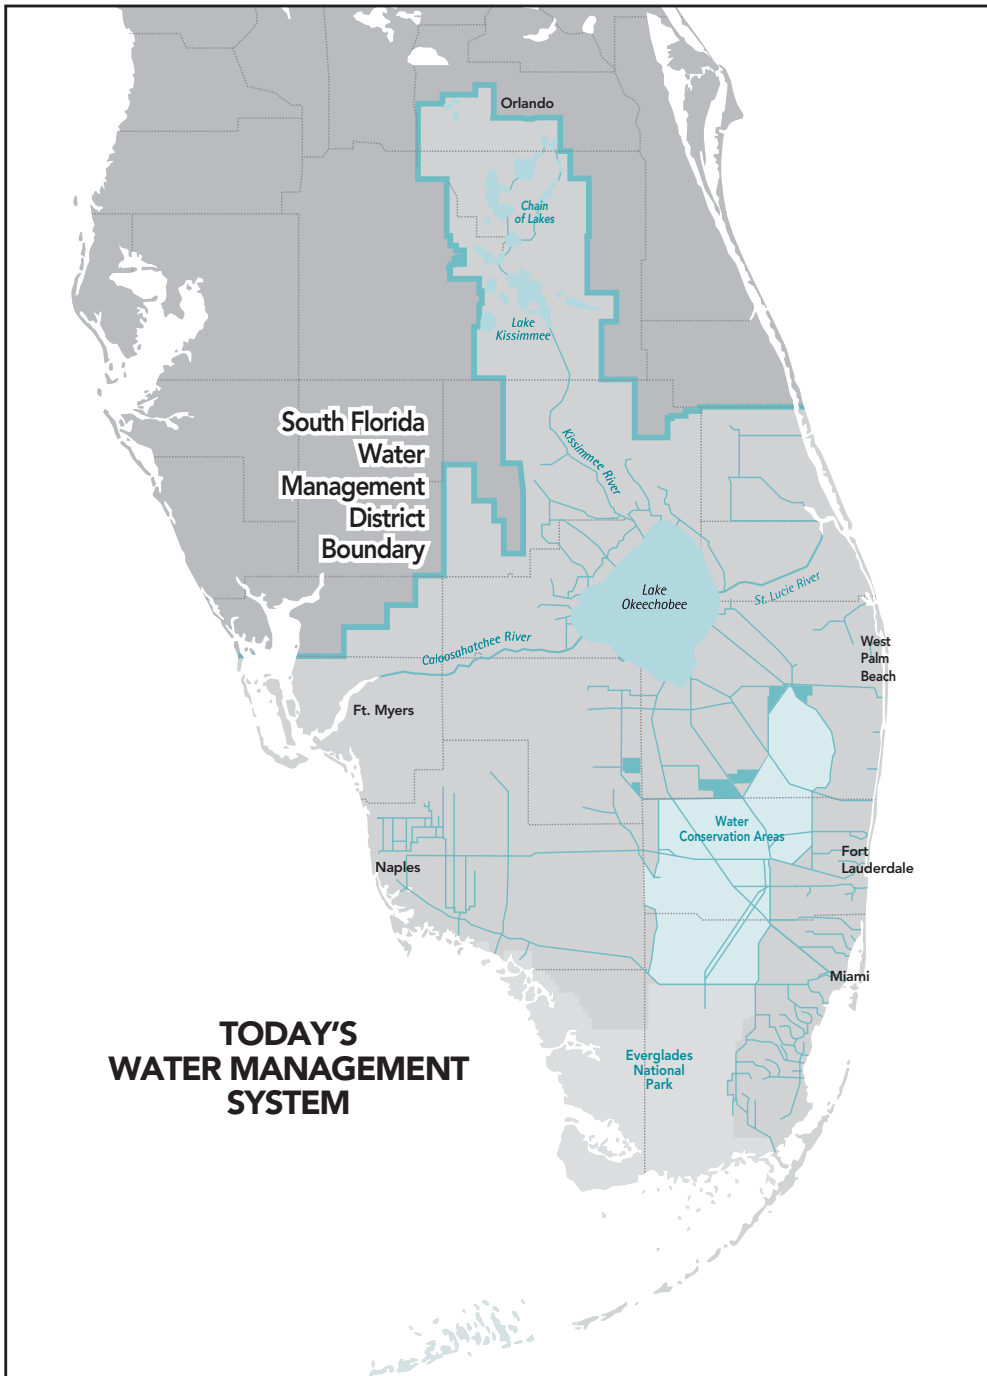 Orlando
Chain
of Lakes
Lake
Kissimmee
South Florida
Water
Management
District
Boundary
Kissimmee River
Lake
Okeechobee
St. Lucie River
Caloosahatchee River
West
Palm
Beach
Ft. Myers
Water
Conservation Areas
Fort
Lauderdale
Naples
Miami
TODAY'S
WATER MANAGEMENT
SYSTEM
Everglades
National
Park